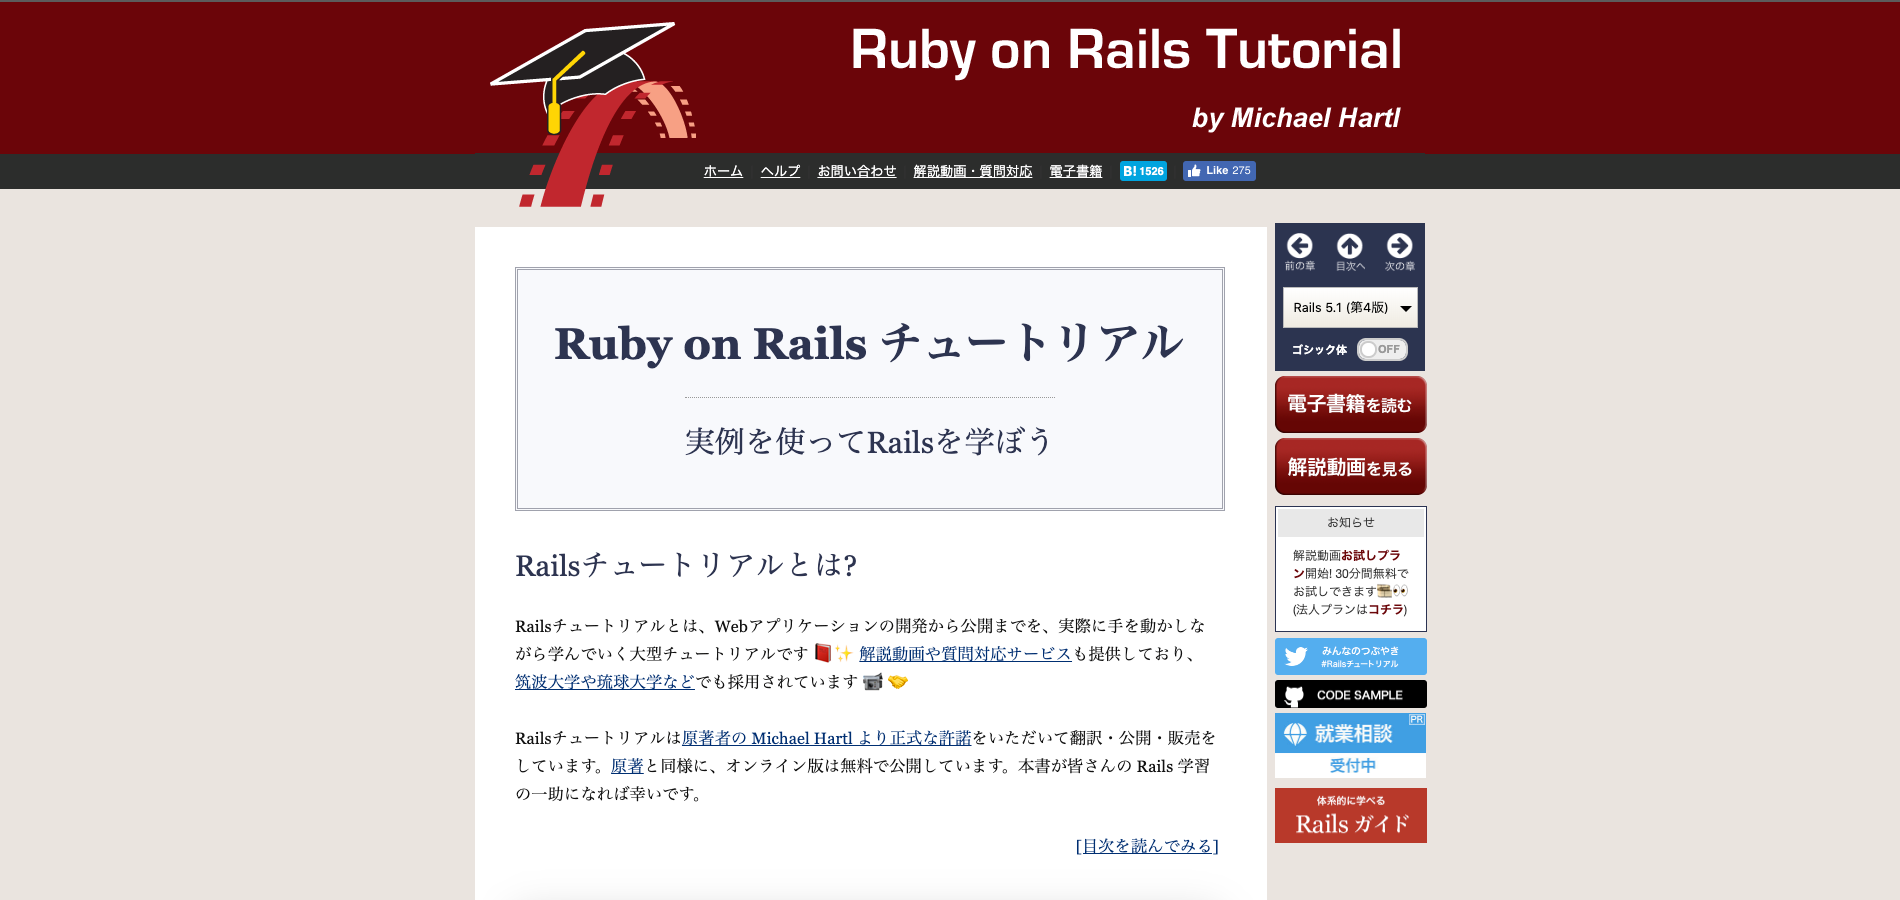 Ruby on Rails Tutorial
by Michael Hartl
ホーム ヘルプ お問い合わせ 解説動画・質問対応 電子書籍 B! 1526 Like 275
Ruby on Rails チュートリアル
実例を使ってRailsを学ぼう
Railsチュートリアルとは?
Railsチュートリアルとは、Webアプリケーションの開発から公開までを、実際に手を動かしな
がら学んでいく大型チュートリアルです 📕✨ 解説動画や質問対応サービスも提供しており、
筑波大学や琉球大学などでも採用されています 📹 🤝
Railsチュートリアルは原著者の Michael Hartl より正式な許諾をいただいて翻訳・公開・販売を
しています。原著と同様に、オンライン版は無料で公開しています。本書が皆さんの Rails 学習
の一助になれば幸いです。
[目次を読んでみる]
前の章 目次へ 次の章
Rails 5.1 (第4版)
ゴシック体 OFF
電子書籍を読む
解説動画を見る
お知らせ
解説動画お試しプラ
ン開始! 30分間無料で
お試しできます
(法人プランはコチラ)
みんなのつぶやき
#Railsチュートリアル
CODE SAMPLE
PR
就業相談
受付中
体系的に学べる
Rails ガイド